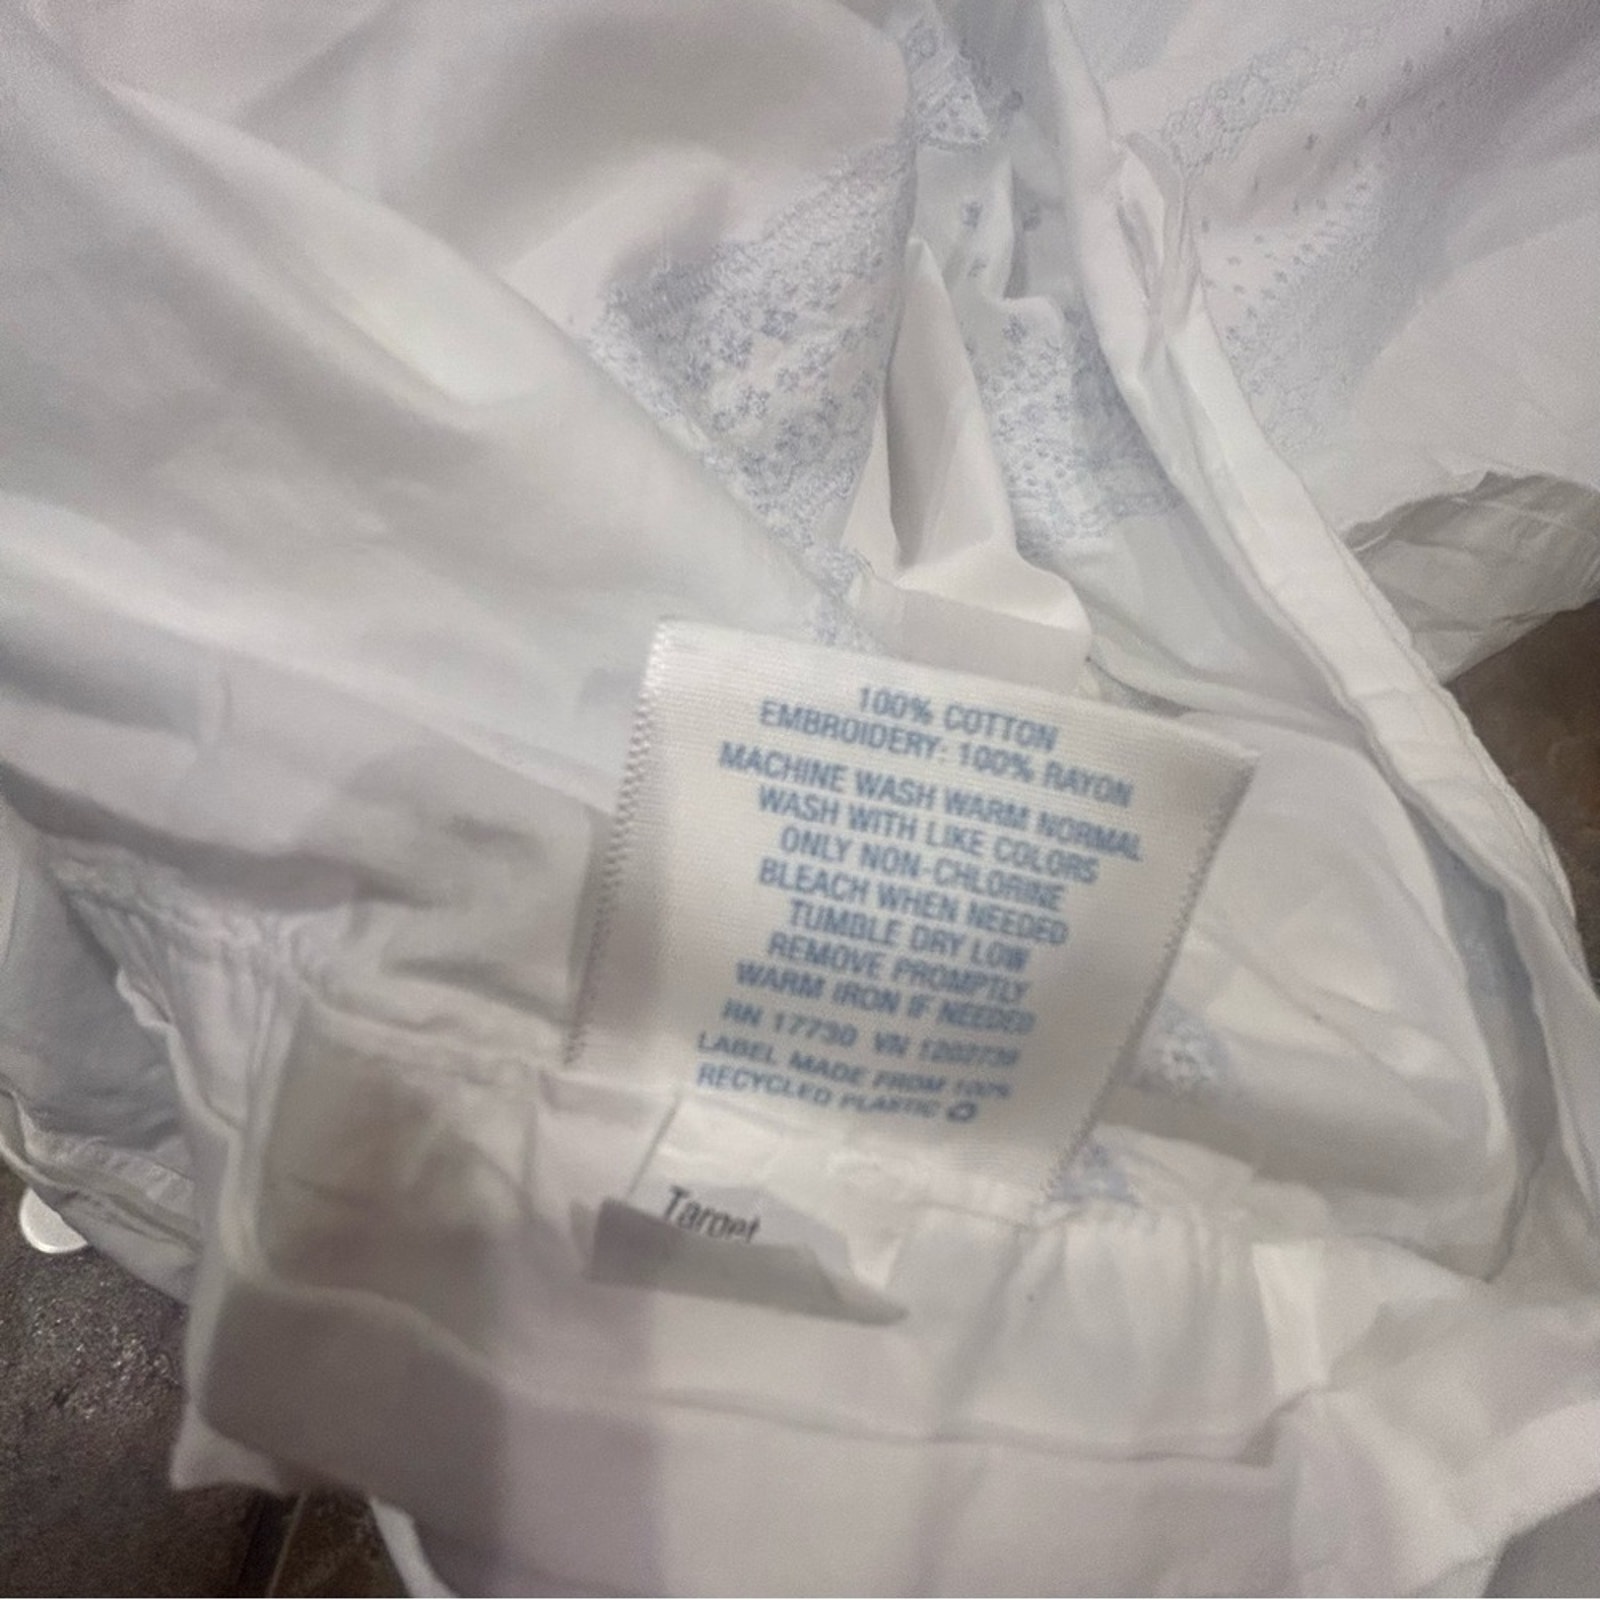 100% COTTON
EMBROIDERY: 100% RAYON
MACHINE WASH WARM NORMAL
WASH WITH LIKE COLORS
ONLY NON-CHLORINE
BLEACH WHEN NEEDED
TUMBLE DRY LOW
REMOVE PROMPTLY
WARM IRON IF NEEDED
RN 17730 VN
LABEL MADE FROM 100%
RECYCLED PLASTIC
Target